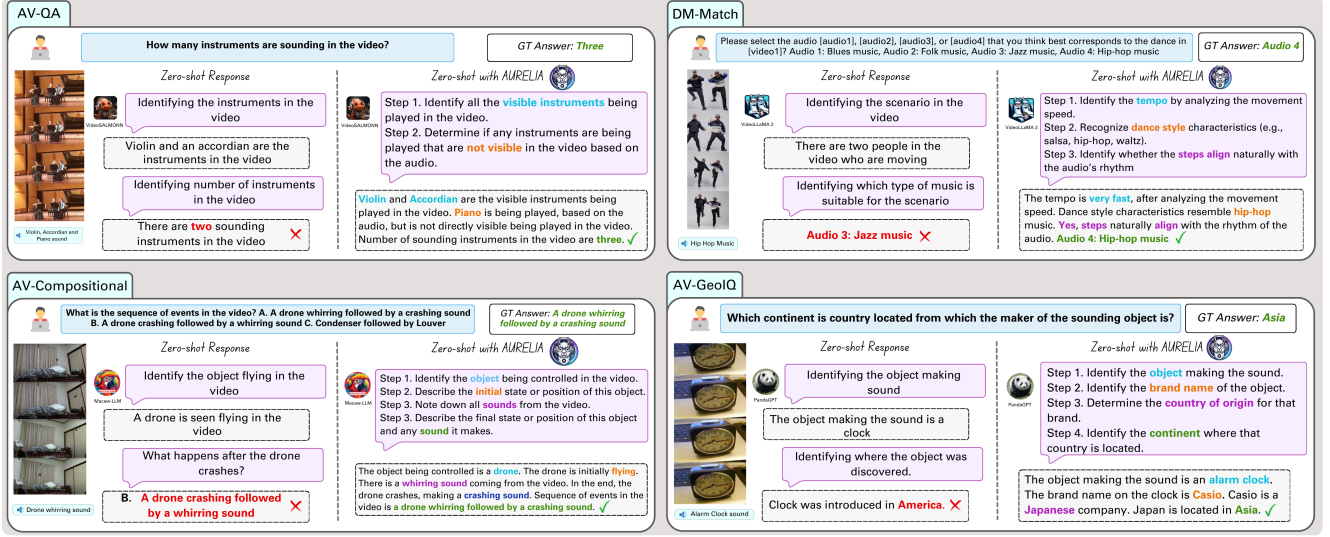 AV-QA
How many instruments are sounding in the video?
GT Answer: Three
Zero-shot Response
Zero-shot with AURELIA
VideoSALMONN
Identifying the instruments in the
video
Violin and an accordian are the
instruments in the video
Identifying number of instruments
in the video
There are two sounding
instruments in the video
Violin, Accordian and
Piano sound
VideoSALMONN
Step 1. Identify all the visible instruments being
played in the video.
Step 2. Determine if any instruments are being
played that are not visible in the video based on
the audio.
Violin and Accordian are the visible instruments being
played in the video. Piano is being played, based on the
audio, but is not directly visible being played in the video.
Number of sounding instruments in the video are three.
DM-Match
Please select the audio [audio1], [audio2], [audio3], or [audio4] that you think best corresponds to the dance in
[video1]? Audio 1: Blues music, Audio 2: Folk music, Audio 3: Jazz music, Audio 4: Hip-hop music
GT Answer: Audio 4
Zero-shot Response
Zero-shot with AURELIA
VideoLLaMA 2
Identifying the scenario in the
video
There are two people in the
video who are moving
Identifying which type of music is
suitable for the scenario
Audio 3: Jazz music
Hip Hop Music
VideoLLaMA 2
Step 1. Identify the tempo by analyzing the movement
speed.
Step 2. Recognize dance style characteristics (e.g.,
salsa, hip-hop, waltz).
Step 3. Identify whether the steps align naturally with
the audio's rhythm
The tempo is very fast, after analyzing the movement
speed. Dance style characteristics resemble hip-hop
music. Yes, steps naturally align with the rhythm of the
audio. Audio 4: Hip-hop music
AV-Compositional
What is the sequence of events in the video? A. A drone whirring followed by a crashing sound
B. A drone crashing followed by a whirring sound C. Condenser followed by Louver
GT Answer: A drone whirring
followed by a crashing sound
Zero-shot Response
Zero-shot with AURELIA
Macaw-LLM
Identify the object flying in the
video
A drone is seen flying in the
video
What happens after the drone
crashes?
B. A drone crashing followed
by a whirring sound
Drone whirring sound
Macaw-LLM
Step 1. Identify the object being controlled in the video.
Step 2. Describe the initial state or position of this object.
Step 3. Note down all sounds from the video.
Step 3. Describe the final state or position of this object
and any sound it makes.
The object being controlled is a drone. The drone is initially flying.
There is a whirring sound coming from the video. In the end, the
drone crashes, making a crashing sound. Sequence of events in the
video is a drone whirring followed by a crashing sound.
AV-GeoIQ
Which continent is country located from which the maker of the sounding object is?
GT Answer: Asia
Zero-shot Response
Zero-shot with AURELIA
PandaGPT
Identifying the object making
sound
The object making the sound is a
clock
Identifying where the object was
discovered.
Clock was introduced in America.
Alarm Clock sound
PandaGPT
Step 1. Identify the object making the sound.
Step 2. Identify the brand name of the object.
Step 3. Determine the country of origin for that
brand.
Step 4. Identify the continent where that
country is located.
The object making the sound is an alarm clock.
The brand name on the clock is Casio. Casio is a
Japanese company. Japan is located in Asia.